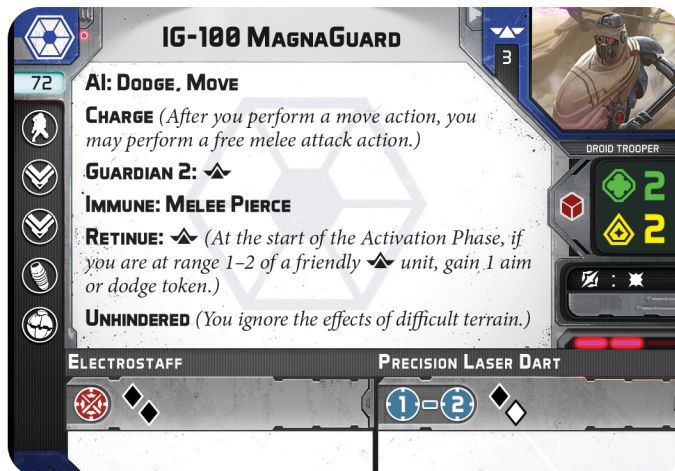 IG-100 MagnaGuard
3
72
AI: Dodge, Move
Charge (After you perform a move action, you
may perform a free melee attack action.)
Guardian 2:
Immune: Melee Pierce
Retinue: (At the start of the Activation Phase, if
you are at range 1–2 of a friendly unit, gain 1 aim
or dodge token.)
Unhindered (You ignore the effects of difficult terrain.)
DROID TROOPER
2
2
:
Electrostaff
Precision Laser Dart
1 - 2